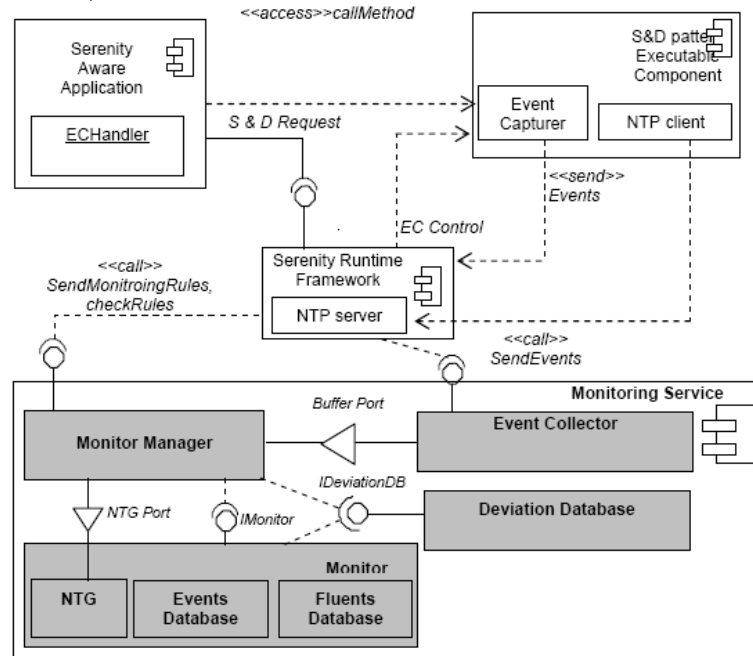 <<access>>callMethod
Serenity
Aware
Application
ECHandler
S&D patter
Executable
Component
Event
Capturer
NTP client
S & D Request
<<send>>
Events
EC Control
Serenity Runtime
Framework
NTP server
<<call>>
SendMonitroingRules,
checkRules
<<call>>
SendEvents
Monitoring Service
Buffer Port
Monitor Manager
Event Collector
IDeviationDB
NTG Port
IMonitor
Deviation Database
Monitor
NTG
Events
Database
Fluents
Database